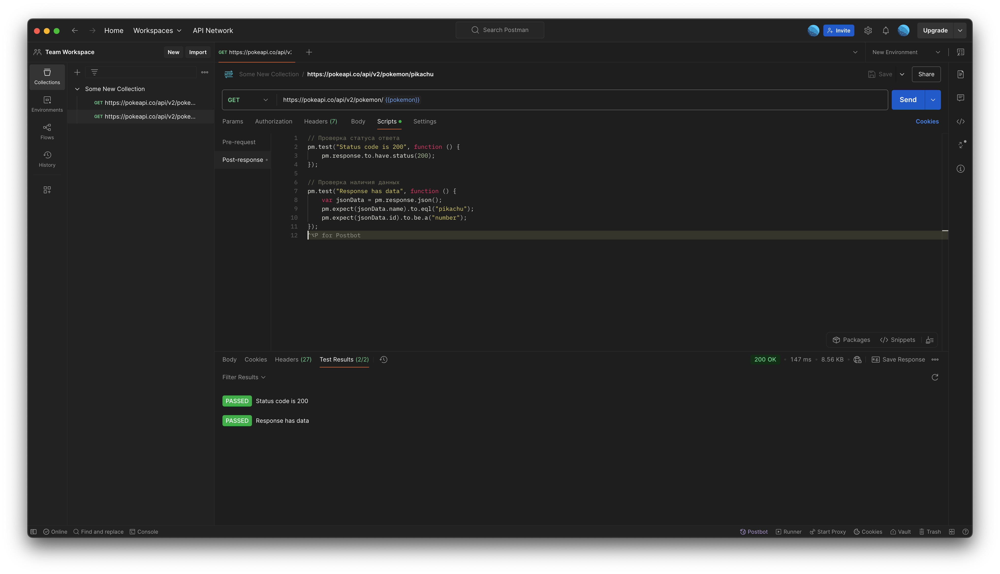 Home Workspaces API Network Search Postman Invite Upgrade
Team Workspace New Import GET https://pokeapi.co/api/v2 New Environment
Collections
Environments
Flows
History
Some New Collection
GET https://pokeapi.co/api/v2/poke...
GET https://pokeapi.co/api/v2/poke...
HTTP Some New Collection / https://pokeapi.co/api/v2/pokemon/pikachu Save Share
GET https://pokeapi.co/api/v2/pokemon/ {{pokemon}} Send
Params Authorization Headers (7) Body Scripts Settings Cookies
Pre-request
Post-response
1 // Проверка статуса ответа
2 pm.test("Status code is 200", function () {
3 pm.response.to.have.status(200);
4 });
5
6 // Проверка наличия данных
7 pm.test("Response has data", function () {
8 var jsonData = pm.response.json();
9 pm.expect(jsonData.name).to.eql("pikachu");
10 pm.expect(jsonData.id).to.be.a("number");
11 });
12 ^⌥P for Postbot
Packages Snippets
Body Cookies Headers (27) Test Results (2/2) 200 OK • 147 ms • 8.56 KB • e.g. Save Response
Filter Results
PASSED Status code is 200
PASSED Response has data
Online Find and replace Console Postbot Runner Start Proxy Cookies Vault Trash